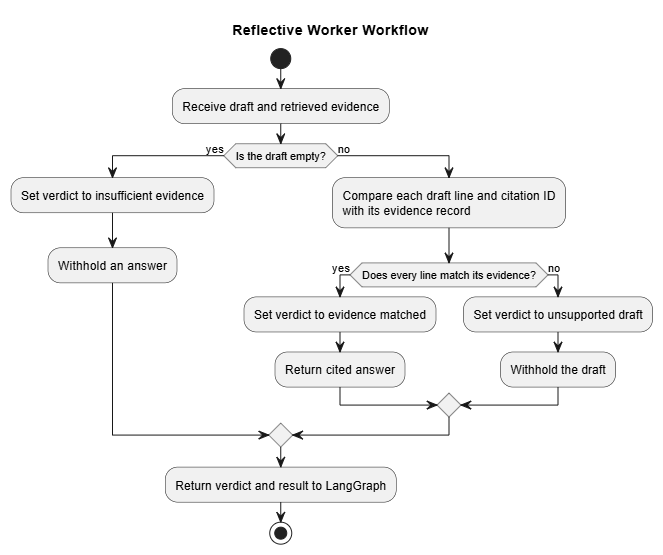 Reflective Worker Workflow
Receive draft and retrieved evidence
yes
Is the draft empty?
no
Set verdict to insufficient evidence
Compare each draft line and citation ID
with its evidence record
Withhold an answer
yes
Does every line match its evidence?
no
Set verdict to evidence matched
Set verdict to unsupported draft
Return cited answer
Withhold the draft
Return verdict and result to LangGraph